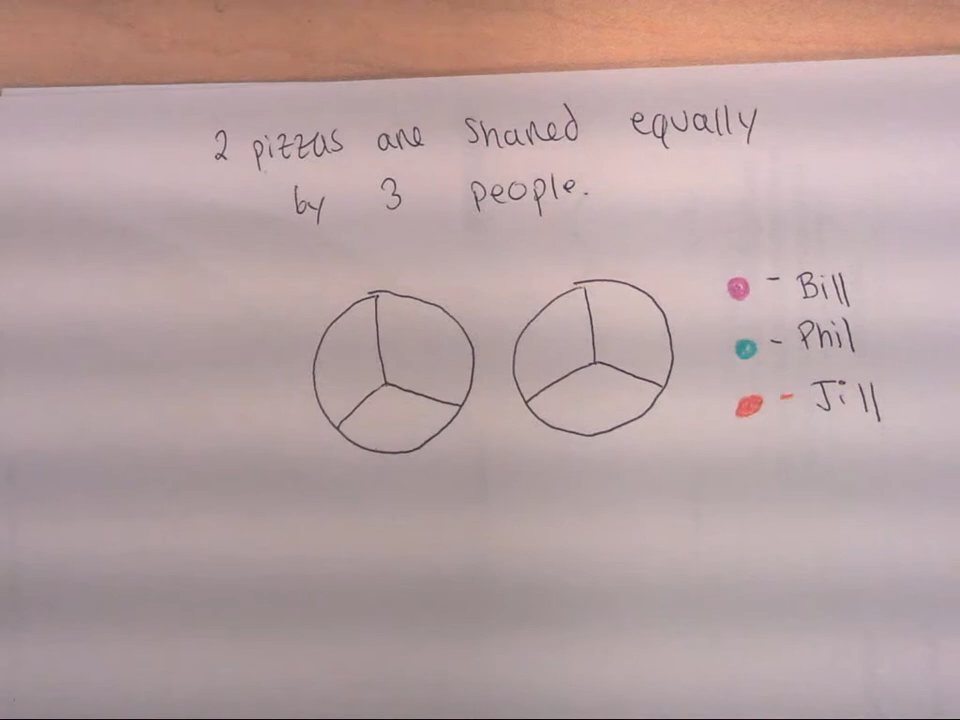 2 pizzas are shared equally
by 3 people.
- Bill
- Phil
- Jill